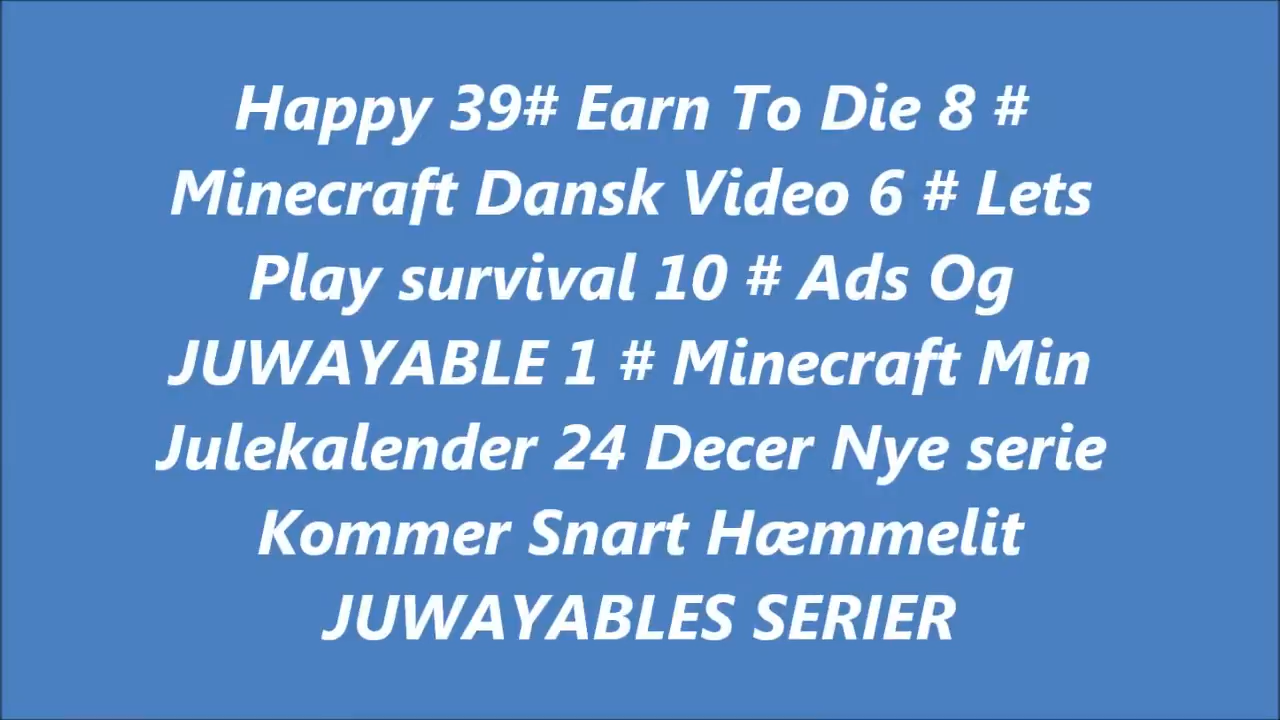 Happy 39# Earn To Die 8 #
Minecraft Dansk Video 6 # Lets
Play survival 10 # Ads Og
JUWAYABLE 1 # Minecraft Min
Julekalender 24 Decer Nye serie
Kommer Snart Hæmmelit
JUWAYABLES SERIER